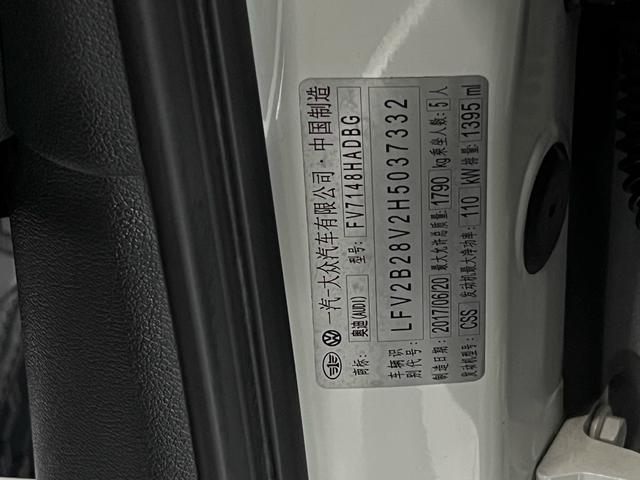 一汽-大众汽车有限公司·中国制造
商标: 奥迪(AUDI) 型号: FV7148HADBG
车辆识别代号: LFV2B28V2H5037332
制造日期: 2017/06/20 最大允许总质量: 1790 kg 乘坐人数: 5 人
发动机型号: CSS 发动机最大净功率: 110 kW 排量: 1395 ml